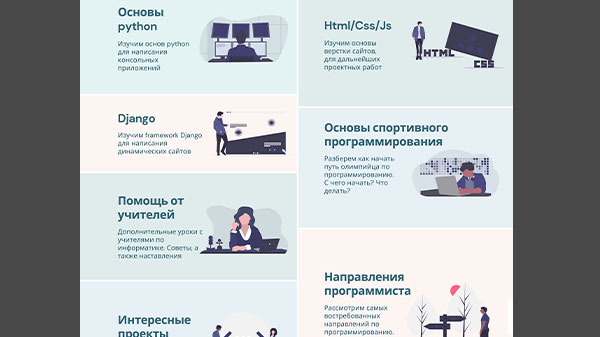 Основы
python
Изучим основ python
для написания
консольных
приложений
Django
Изучим framework Django
для написания
динамических сайтов
Помощь от
учителей
Дополнительные уроки с
учителями по
информатике. Советы, а
также наставления
Интересные
проекты
Html/Css/Js
Изучим основы
верстки сайтов,
для дальнейших
проектных работ
HTML
CSS
Основы спортивного
программирования
Разберем как начать
путь олимпийца по
программированию.
С чего начать? Что
делать?
Направления
программиста
Рассмотрим самых
востребованных
направлений по
программированию.